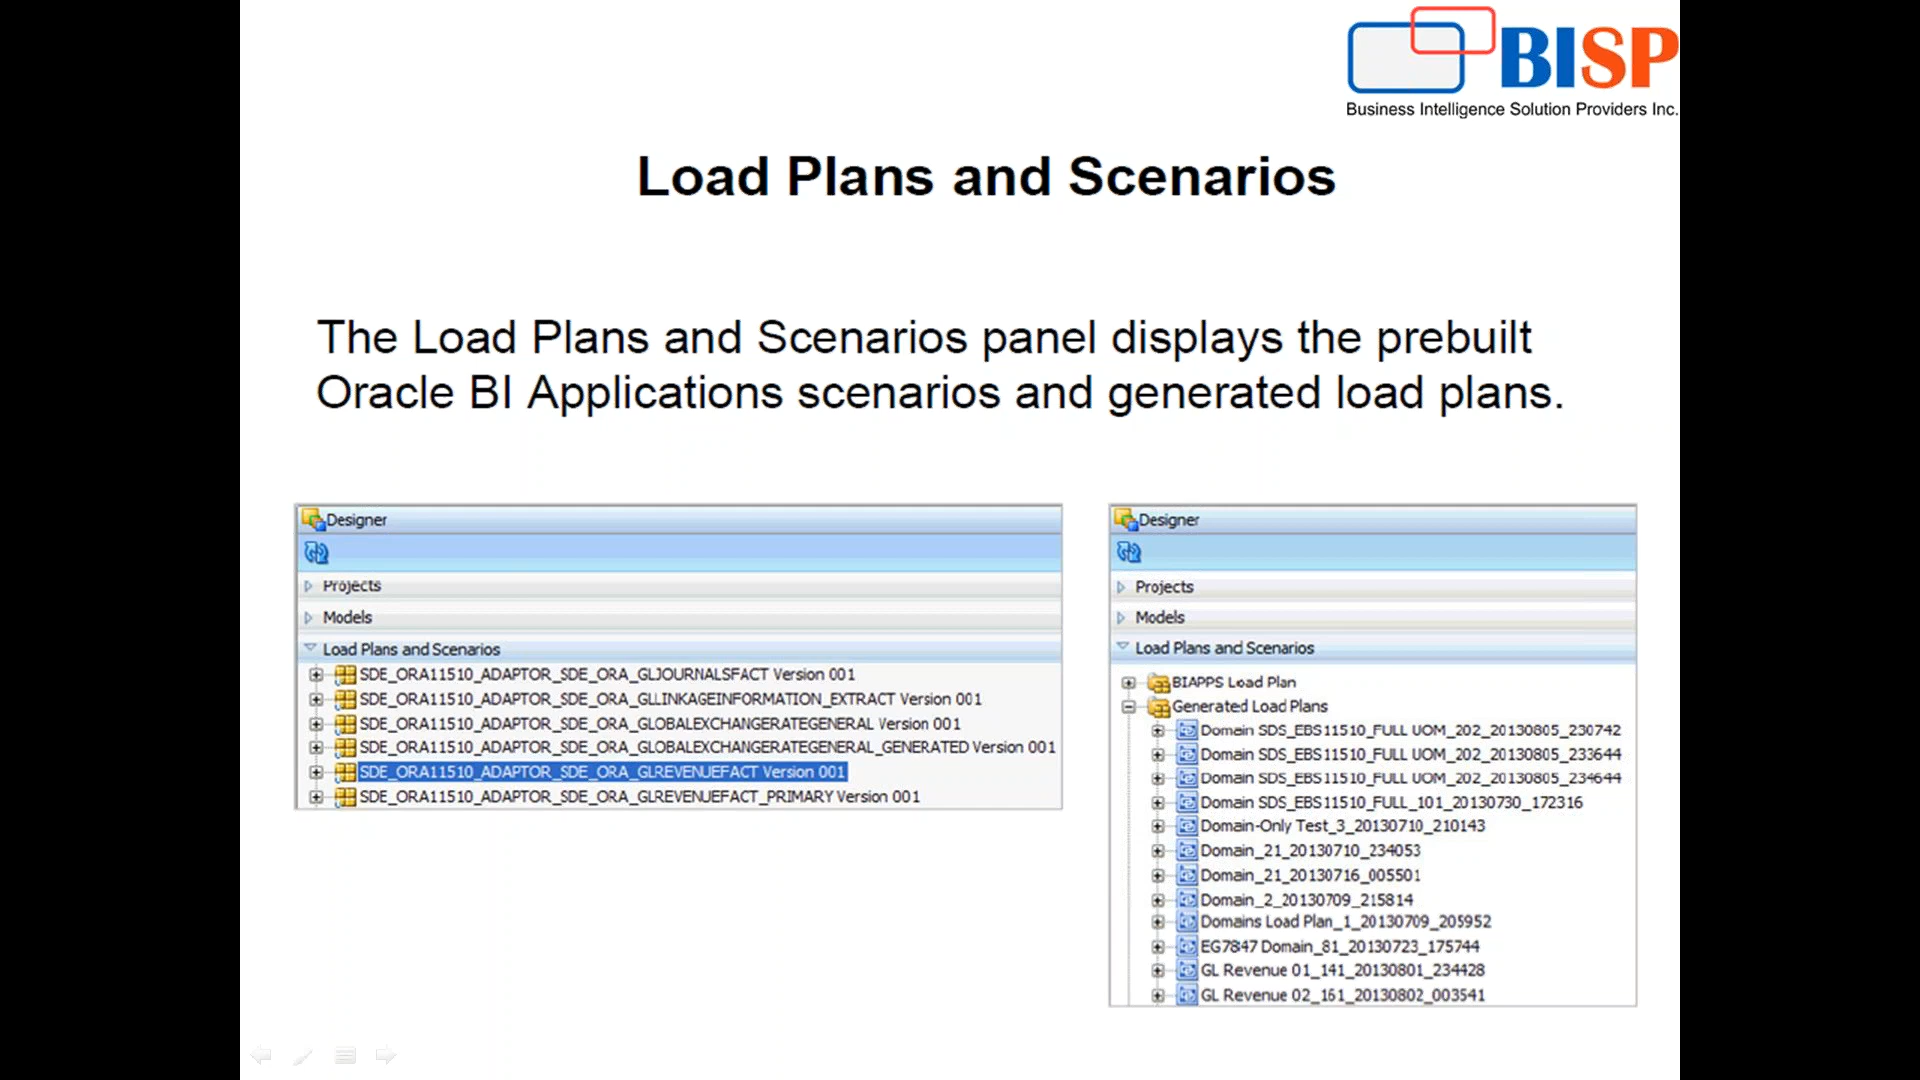 BISP
Business Intelligence Solution Providers Inc.
Load Plans and Scenarios
The Load Plans and Scenarios panel displays the prebuilt
Oracle BI Applications scenarios and generated load plans.
Designer
Projects
Models
Load Plans and Scenarios
SDE_ORA11510_ADAPTOR_SDE_ORA_GLJOURNALSFACT Version 001
SDE_ORA11510_ADAPTOR_SDE_ORA_GLLINKAGEINFORMATION_EXTRACT Version 001
SDE_ORA11510_ADAPTOR_SDE_ORA_GLOBALEXCHANGERATEGENERAL Version 001
SDE_ORA11510_ADAPTOR_SDE_ORA_GLOBALEXCHANGERATEGENERAL_GENERATED Version 001
SDE_ORA11510_ADAPTOR_SDE_ORA_GLREVENUEFACT Version 001
SDE_ORA11510_ADAPTOR_SDE_ORA_GLREVENUEFACT_PRIMARY Version 001
Designer
Projects
Models
Load Plans and Scenarios
BIAPPS Load Plan
Generated Load Plans
Domain SDS_EBS11510_FULL UOM_202_20130805_230742
Domain SDS_EBS11510_FULL UOM_202_20130805_233644
Domain SDS_EBS11510_FULL UOM_202_20130805_234644
Domain SDS_EBS11510_FULL_101_20130730_172316
Domain-Only Test_3_20130710_210143
Domain_21_20130710_234053
Domain_21_20130716_005501
Domain_2_20130709_215814
Domains Load Plan_1_20130709_205952
EG7847 Domain_81_20130723_175744
GL Revenue 01_141_20130801_234428
GL Revenue 02_161_20130802_003541